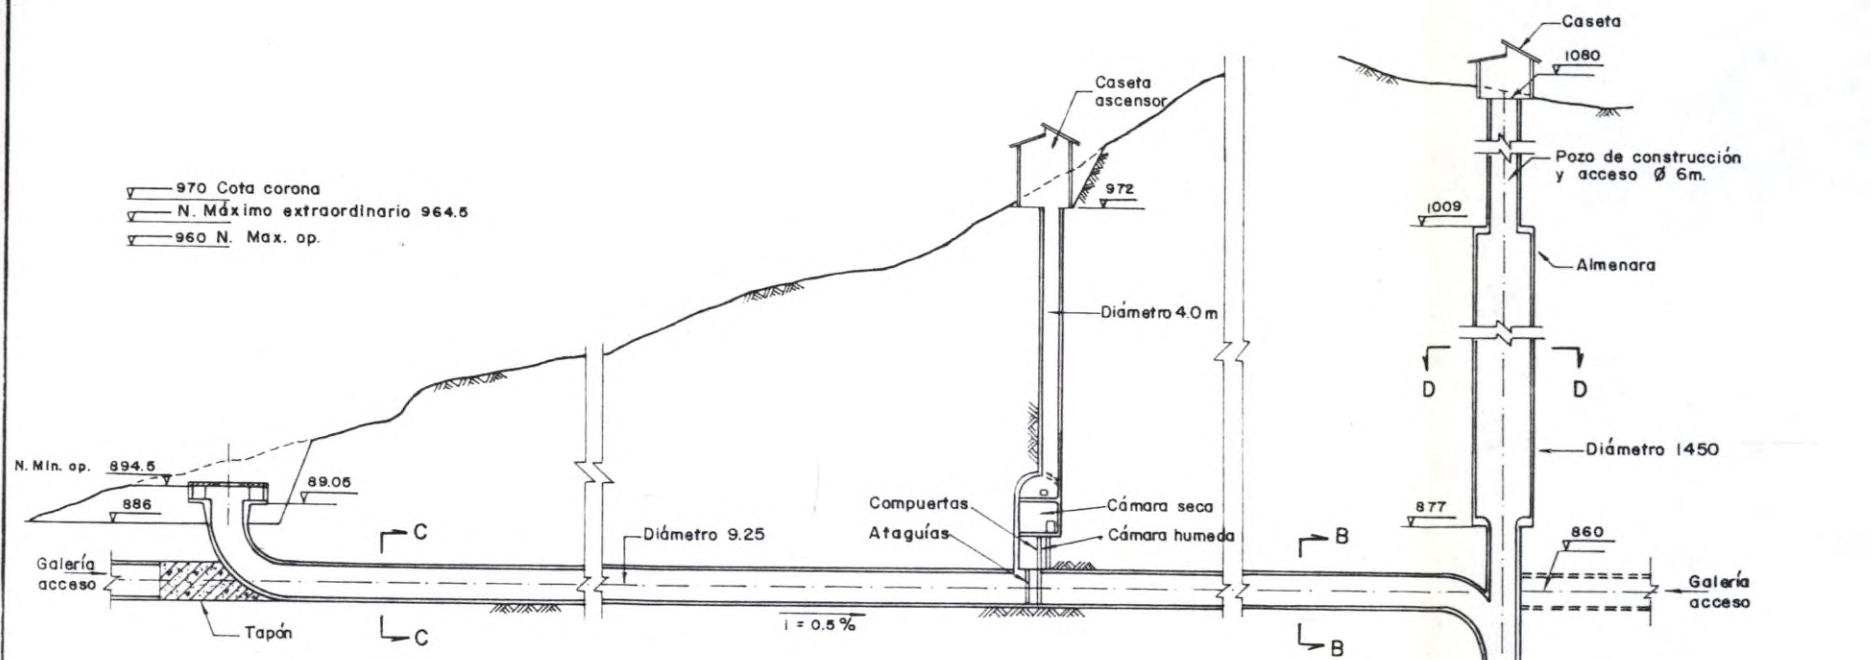 Caseta
1080
Caseta
ascensor
Pozo de construcción
y acceso Ø 6m.
970 Cota corona
N. Máximo extraordinario 964.5
960 N. Max. op.
972
1009
Almenara
Diámetro 4.0 m
D D
Diámetro 1450
N. Min. op. 894.5
89.05
886
Compuertas
Cámara seca
877
Ataguías
Cámara humeda
C
Diámetro 9.25
B
860
Galería
acceso
Galería
acceso
Tapón
C
i = 0.5 %
B